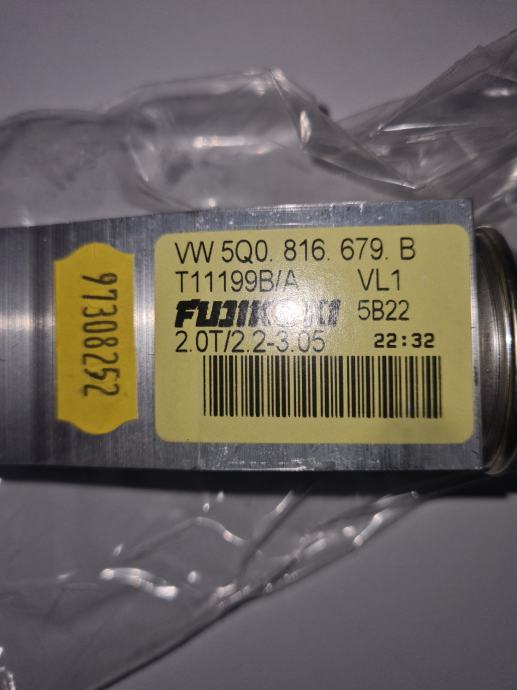 VW 5Q0. 816. 679. B
T11199B/A VL1
FUJIKOKI 5B22
2.0T/2.2-3.05 22:32
97308252